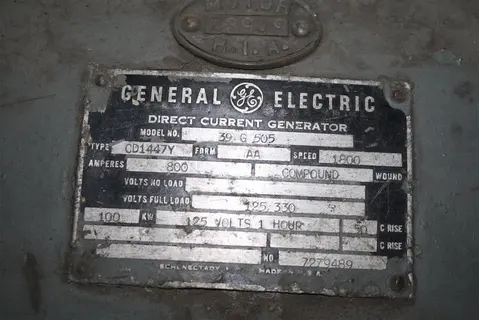 MOTOR
H.T.A.
GENERAL GE ELECTRIC
DIRECT CURRENT GENERATOR
MODEL NO. 39 G 505
TYPE CD1447Y FORM AA SPEED 1800
AMPERES 800 COMPOUND WOUND
VOLTS NO LOAD
VOLTS FULL LOAD 125/330
100 KW 125 VOLTS 1 HOUR 50 C RISE
C RISE
NO. 7279489
SCHENECTADY MADE IN U.S.A.